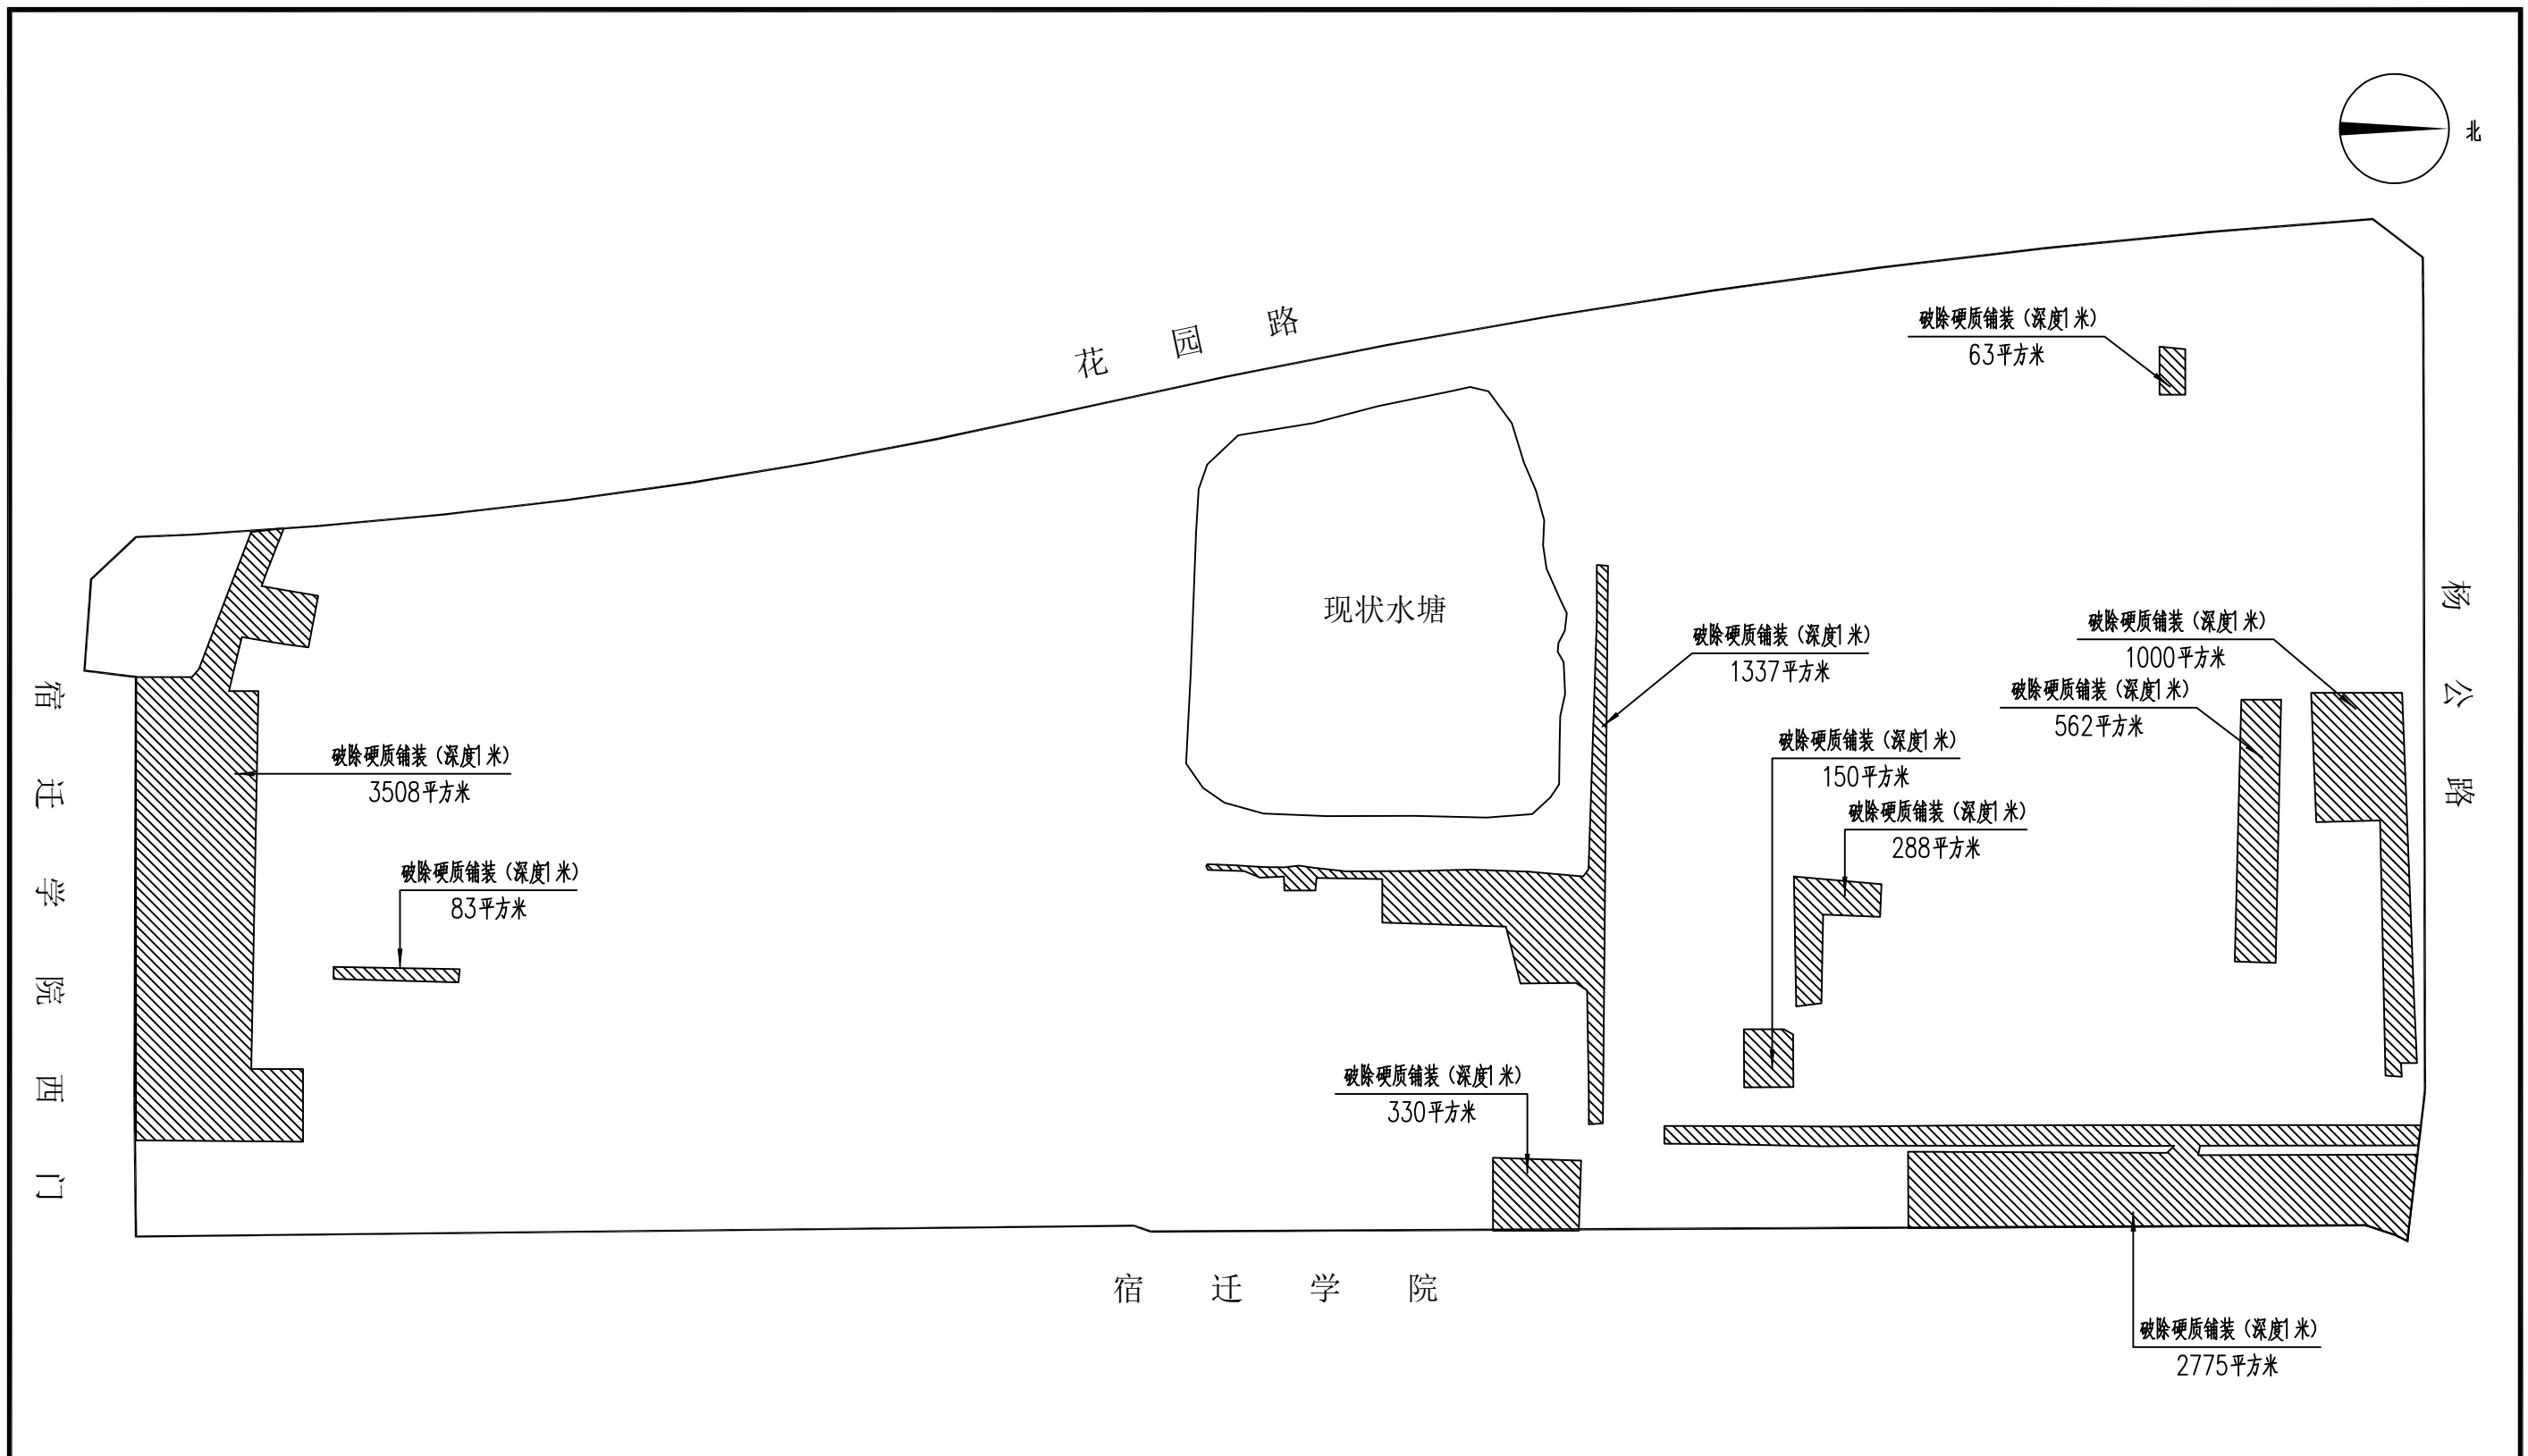 北
花园路
破除硬质铺装（深度1米）
63平方米
现状水塘
杨公路
破除硬质铺装（深度1米）
1000平方米
破除硬质铺装（深度1米）
1337平方米
破除硬质铺装（深度1米）
562平方米
宿迁学院西门
破除硬质铺装（深度1米）
3508平方米
破除硬质铺装（深度1米）
150平方米
破除硬质铺装（深度1米）
288平方米
破除硬质铺装（深度1米）
83平方米
破除硬质铺装（深度1米）
330平方米
宿迁学院
破除硬质铺装（深度1米）
2775平方米